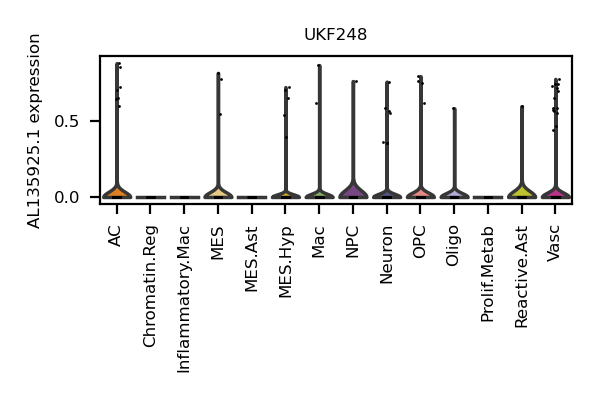 UKF248
AL135925.1 expression
0.5
0.0
AC
Chromatin.Reg
Inflammatory.Mac
MES
MES.Ast
MES.Hyp
Mac
NPC
Neuron
OPC
Oligo
Prolif.Metab
Reactive.Ast
Vasc